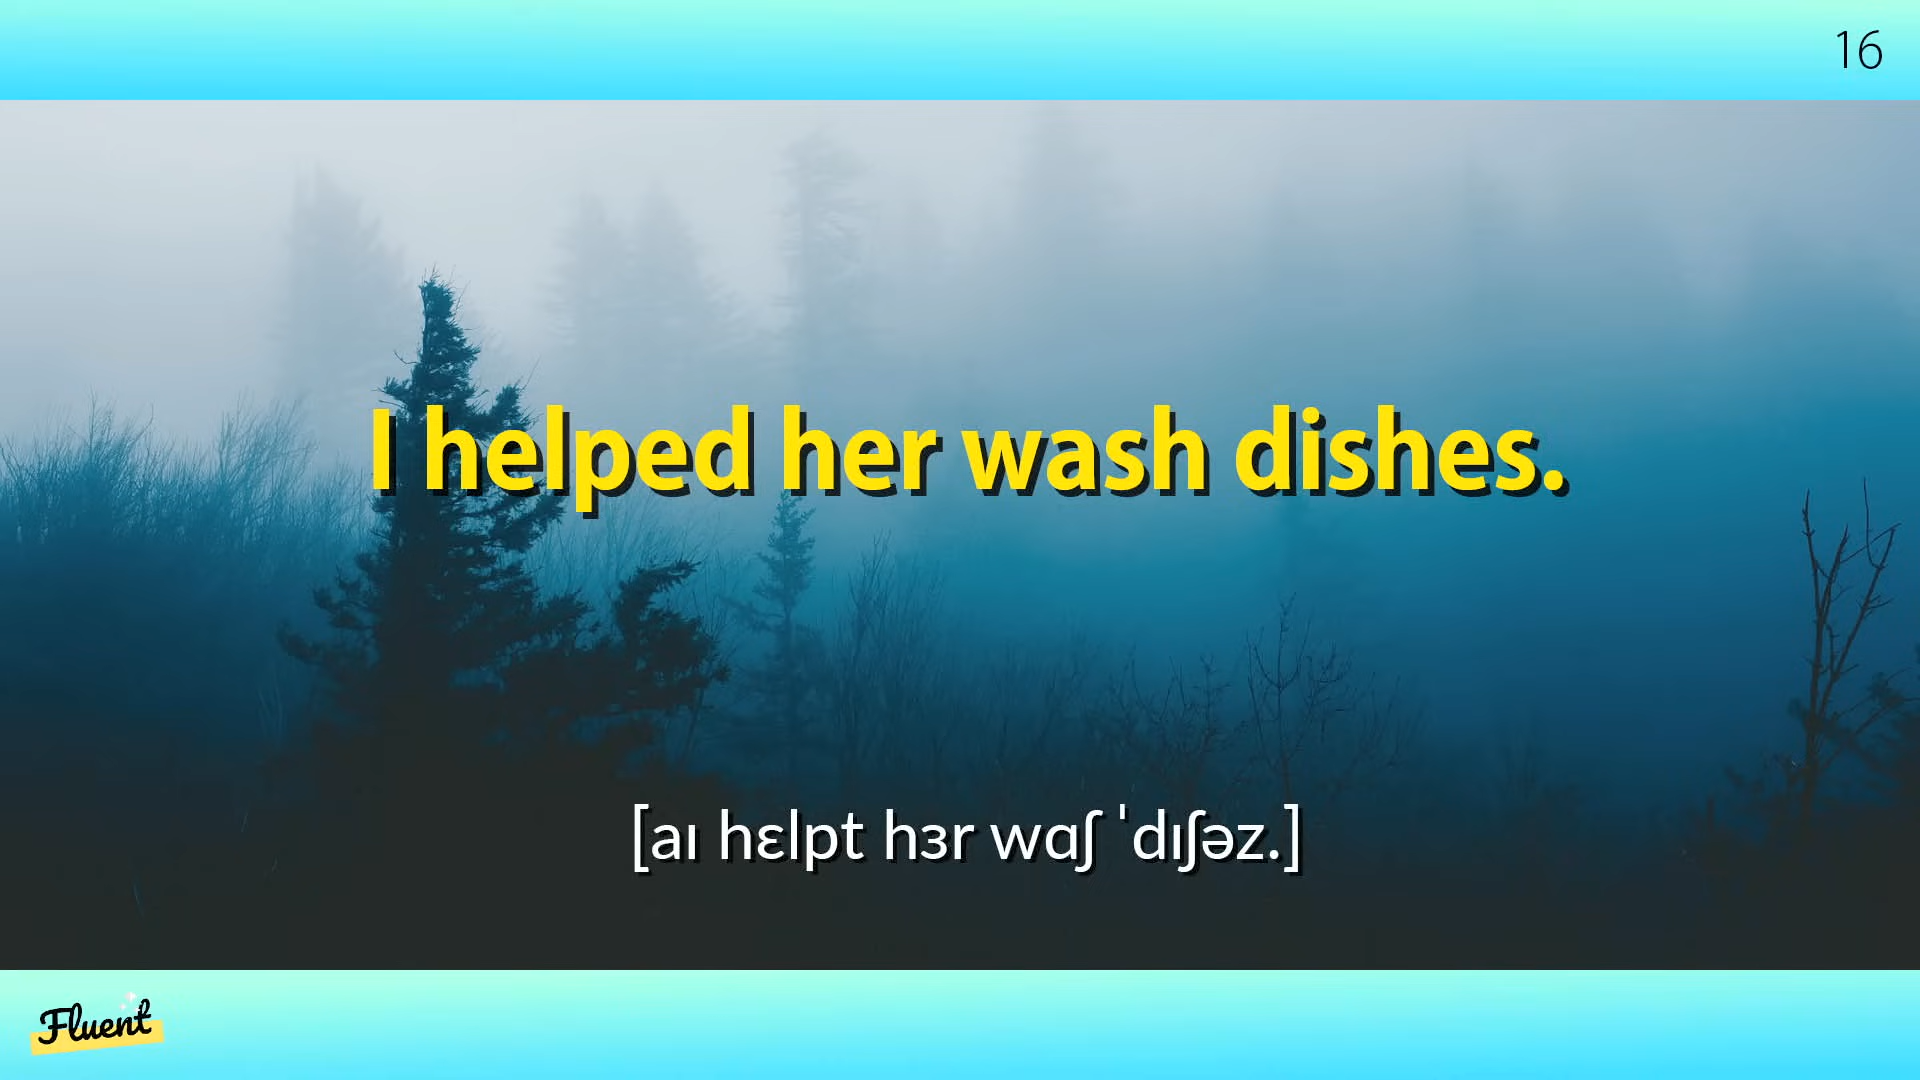 16
I helped her wash dishes.
[aɪ hɛlpt hɜr wɑʃ ˈdɪʃəz.]
Fluent